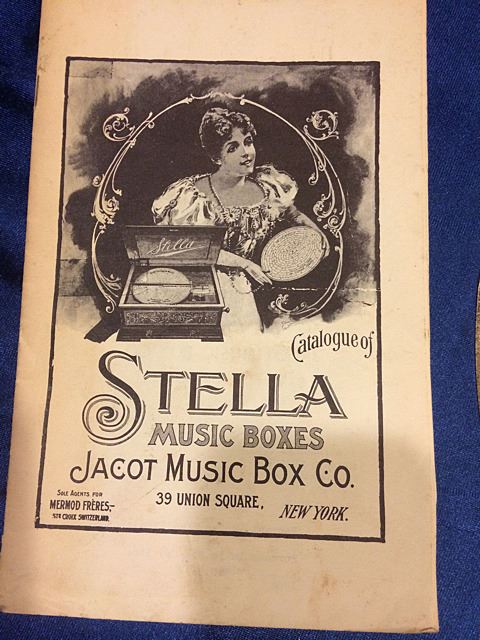 Stella
Catalogue of
STELLA
MUSIC BOXES
JACOT MUSIC BOX CO.
SOLE AGENTS FOR
MERMOD FRÈRES,
STE CROIX SWITZERLAND.
39 UNION SQUARE,
NEW YORK.